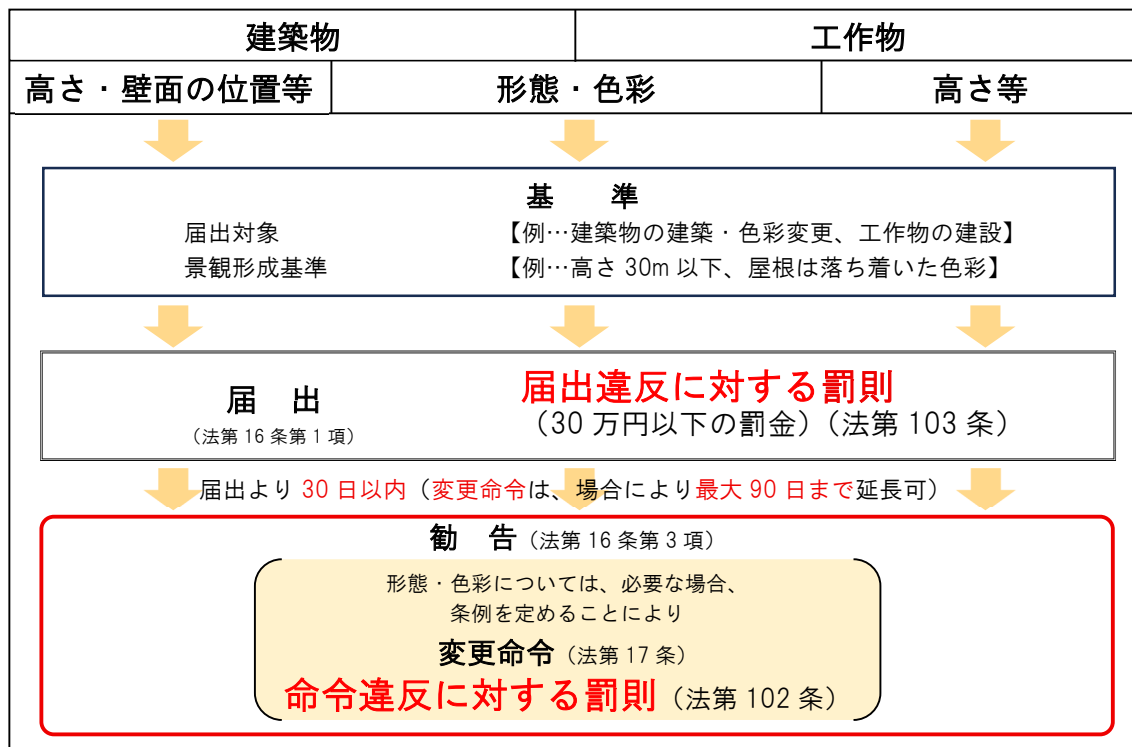 建築物 工作物
高さ・壁面の位置等 形態・色彩 高さ等
基　準
届出対象 【例…建築物の建築・色彩変更、工作物の建設】
景観形成基準 【例…高さ 30m 以下、屋根は落ち着いた色彩】
届　出
（法第 16 条第 1 項）
届出違反に対する罰則
（30 万円以下の罰金）（法第 103 条）
届出より 30 日以内（変更命令は、場合により最大 90 日まで延長可）
勧　告（法第 16 条第 3 項）
形態・色彩については、必要な場合、
条例を定めることにより
変更命令（法第 17 条）
命令違反に対する罰則（法第 102 条）